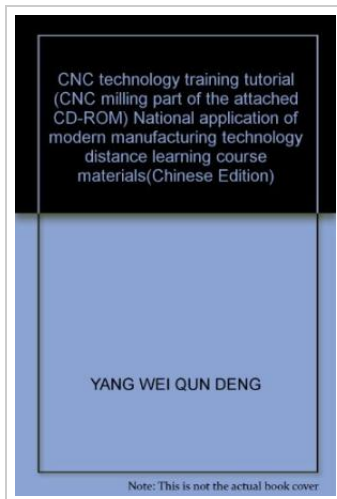 CNC technology training tutorial
(CNC milling part of the attached
CD-ROM) National application of
modern manufacturing technology
distance learning course
materials(Chinese Edition)
YANG WEI QUN DENG
Note: This is not the actual book cover